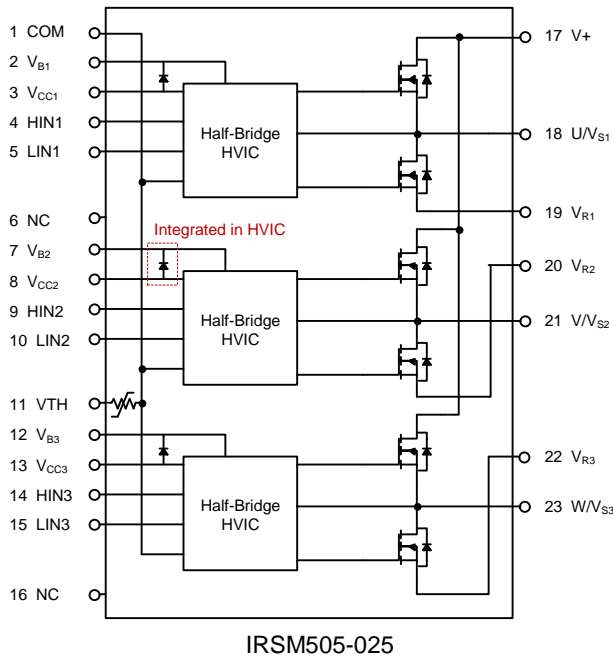 1 COM
2 VB1
3 VCC1
4 HIN1
5 LIN1
6 NC
7 VB2
8 VCC2
9 HIN2
10 LIN2
11 VTH
12 VB3
13 VCC3
14 HIN3
15 LIN3
16 NC
Half-Bridge
HVIC
Integrated in HVIC
Half-Bridge
HVIC
Half-Bridge
HVIC
17 V+
18 U/VS1
19 VR1
20 VR2
21 V/VS2
22 VR3
23 W/VS3
IRSM505-025